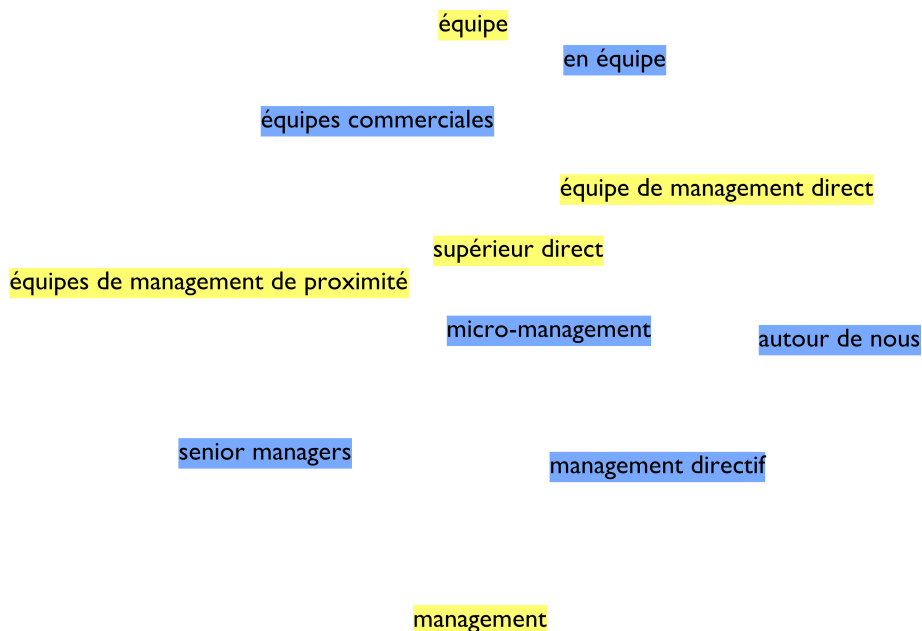 équipe
en équipe
équipes commerciales
équipe de management direct
supérieur direct
équipes de management de proximité
micro-management
autour de nous
senior managers
management directif
management